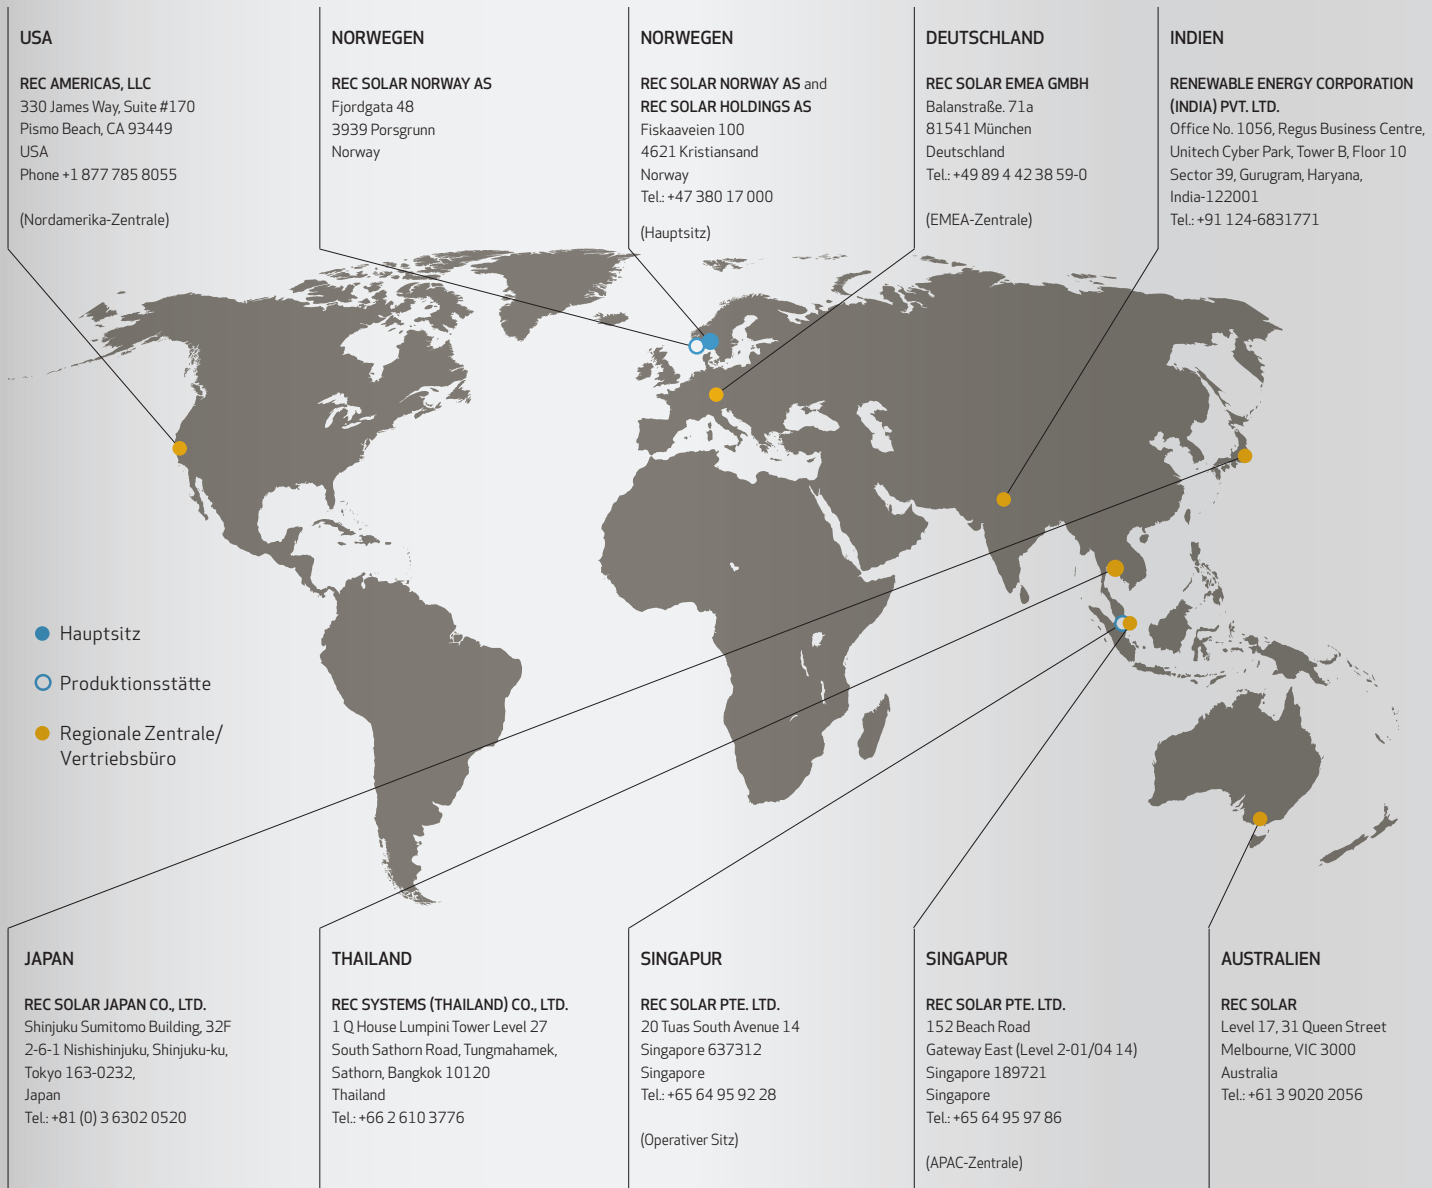 USA
REC AMERICAS, LLC
330 James Way, Suite #170
Pismo Beach, CA 93449
USA
Phone +1 877 785 8055
(Nordamerika-Zentrale)
NORWEGEN
REC SOLAR NORWAY AS
Fjordgata 48
3939 Porsgrunn
Norway
NORWEGEN
REC SOLAR NORWAY AS and
REC SOLAR HOLDINGS AS
Fiskaaveien 100
4621 Kristiansand
Norway
Tel.: +47 380 17 000
(Hauptsitz)
DEUTSCHLAND
REC SOLAR EMEA GMBH
Balanstraße. 71a
81541 München
Deutschland
Tel.: +49 89 4 42 38 59-0
(EMEA-Zentrale)
INDIEN
RENEWABLE ENERGY CORPORATION
(INDIA) PVT. LTD.
Office No. 1056, Regus Business Centre,
Unitech Cyber Park, Tower B, Floor 10
Sector 39, Gurugram, Haryana,
India-122001
Tel.: +91 124-6831771
Hauptsitz
Produktionsstätte
Regionale Zentrale/
Vertriebsbüro
JAPAN
REC SOLAR JAPAN CO., LTD.
Shinjuku Sumitomo Building, 32F
2-6-1 Nishishinjuku, Shinjuku-ku,
Tokyo 163-0232,
Japan
Tel.: +81 (0) 3 6302 0520
THAILAND
REC SYSTEMS (THAILAND) CO., LTD.
1 Q House Lumpini Tower Level 27
South Sathorn Road, Tungmahamek,
Sathorn, Bangkok 10120
Thailand
Tel.: +66 2 610 3776
SINGAPUR
REC SOLAR PTE. LTD.
20 Tuas South Avenue 14
Singapore 637312
Singapore
Tel.: +65 64 95 92 28
(Operativer Sitz)
SINGAPUR
REC SOLAR PTE. LTD.
152 Beach Road
Gateway East (Level 2-01/04 14)
Singapore 189721
Singapore
Tel.: +65 64 95 97 86
(APAC-Zentrale)
AUSTRALIEN
REC SOLAR
Level 17, 31 Queen Street
Melbourne, VIC 3000
Australia
Tel.: +61 3 9020 2056